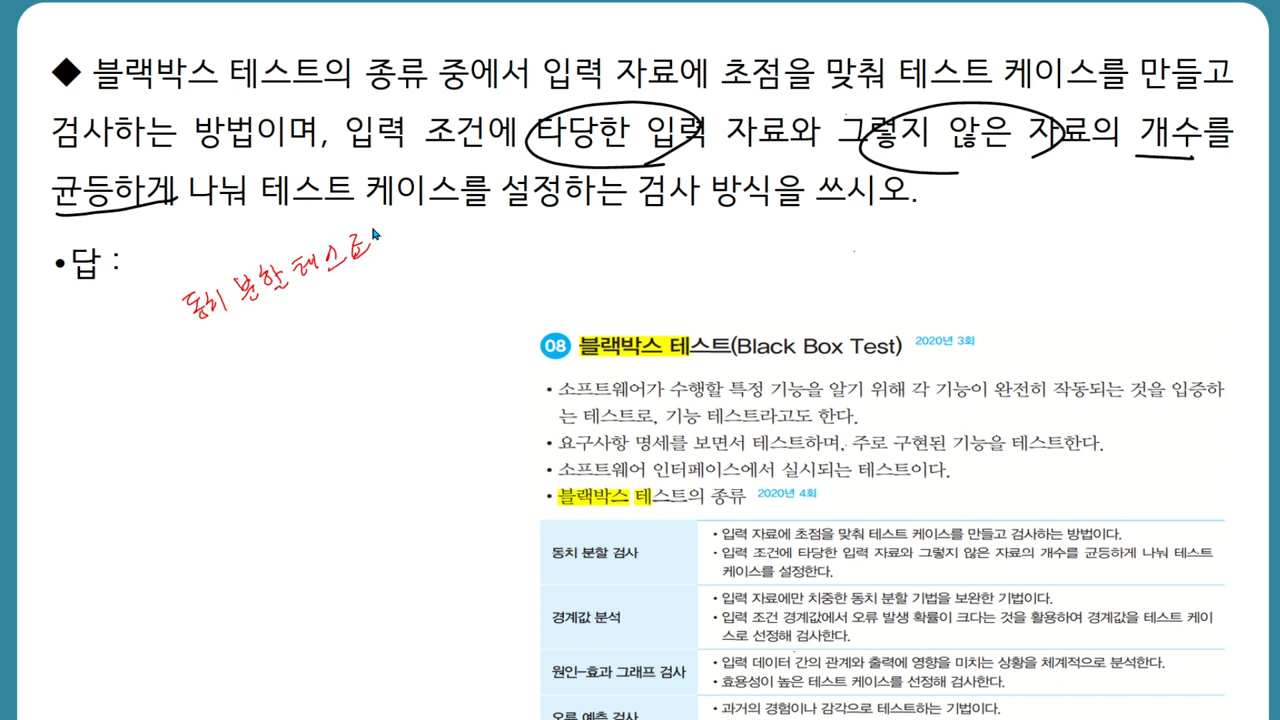 ◆ 블랙박스 테스트의 종류 중에서 입력 자료에 초점을 맞춰 테스트 케이스를 만들고
검사하는 방법이며, 입력 조건에 타당한 입력 자료와 그렇지 않은 자료의 개수를
균등하게 나눠 테스트 케이스를 설정하는 검사 방식을 쓰시오.
•답 :
동치 분할 테스트
08 블랙박스 테스트(Black Box Test) 2020년 3회
• 소프트웨어가 수행할 특정 기능을 알기 위해 각 기능이 완전히 작동되는 것을 입증하
는 테스트로, 기능 테스트라고도 한다.
• 요구사항 명세를 보면서 테스트하며, 주로 구현된 기능을 테스트한다.
• 소프트웨어 인터페이스에서 실시되는 테스트이다.
• 블랙박스 테스트의 종류 2020년 4회
동치 분할 검사
• 입력 자료에 초점을 맞춰 테스트 케이스를 만들고 검사하는 방법이다.
• 입력 조건에 타당한 입력 자료와 그렇지 않은 자료의 개수를 균등하게 나눠 테스트
케이스를 설정한다.
경계값 분석
• 입력 자료에만 치중한 동치 분할 기법을 보완한 기법이다.
• 입력 조건 경계값에서 오류 발생 확률이 크다는 것을 활용하여 경계값을 테스트 케이
스로 선정해 검사한다.
원인-효과 그래프 검사
• 입력 데이터 간의 관계와 출력에 영향을 미치는 상황을 체계적으로 분석한다.
• 효용성이 높은 테스트 케이스를 선정해 검사한다.
오류 예측 검사
• 과거의 경험이나 감각으로 테스트하는 기법이다.